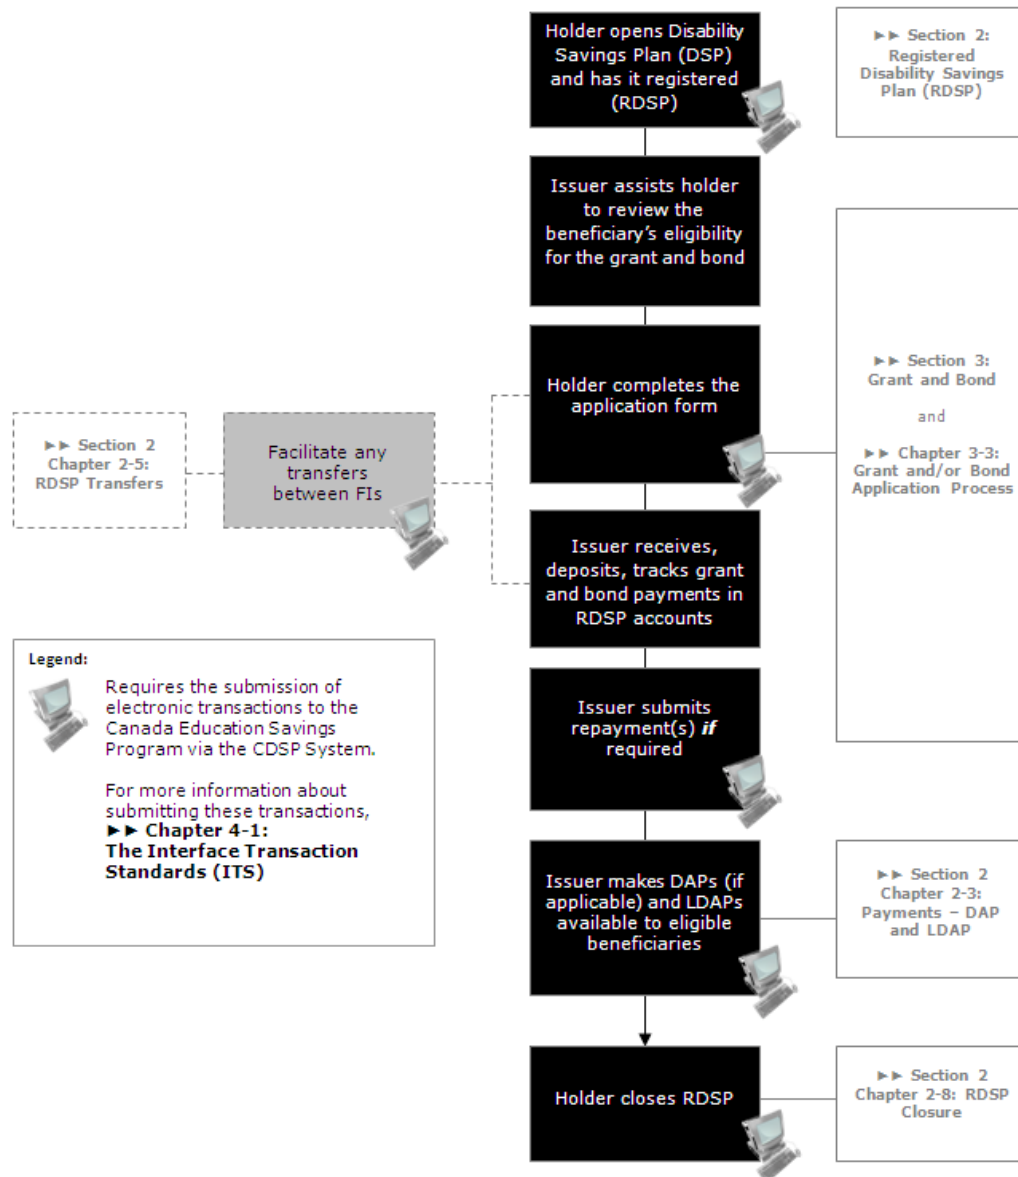 Holder opens Disability
Savings Plan (DSP)
and has it registered
(RDSP)
►► Section 2:
Registered
Disability Savings
Plan (RDSP)
Issuer assists holder
to review the
beneficiary’s eligibility
for the grant and bond
Holder completes the
application form
►► Section 3:
Grant and Bond
and
►► Chapter 3-3:
Grant and/or Bond
Application Process
►► Section 2
Chapter 2-5:
RDSP Transfers
Facilitate any
transfers
between FIs
Issuer receives,
deposits, tracks grant
and bond payments in
RDSP accounts
Legend:
Requires the submission of
electronic transactions to the
Canada Education Savings
Program via the CDSP System.
For more information about
submitting these transactions,
►► Chapter 4-1:
The Interface Transaction
Standards (ITS)
Issuer submits
repayment(s) if
required
Issuer makes DAPs (if
applicable) and LDAPs
available to eligible
beneficiaries
►► Section 2
Chapter 2-3:
Payments – DAP
and LDAP
Holder closes RDSP
►► Section 2
Chapter 2-8: RDSP
Closure